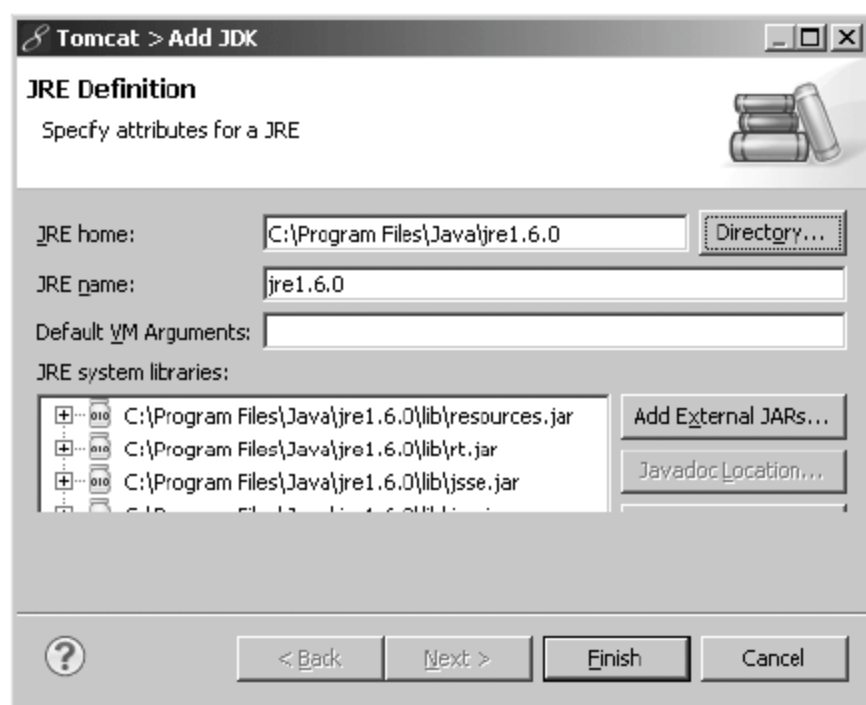 Tomcat > Add JDK
JRE Definition
Specify attributes for a JRE
JRE home: C:\Program Files\Java\jre1.6.0 Directory...
JRE name: jre1.6.0
Default VM Arguments:
JRE system libraries:
C:\Program Files\Java\jre1.6.0\lib\resources.jar Add External JARs...
C:\Program Files\Java\jre1.6.0\lib\rt.jar
Javadoc Location...
C:\Program Files\Java\jre1.6.0\lib\jsse.jar
< Back Next > Finish Cancel